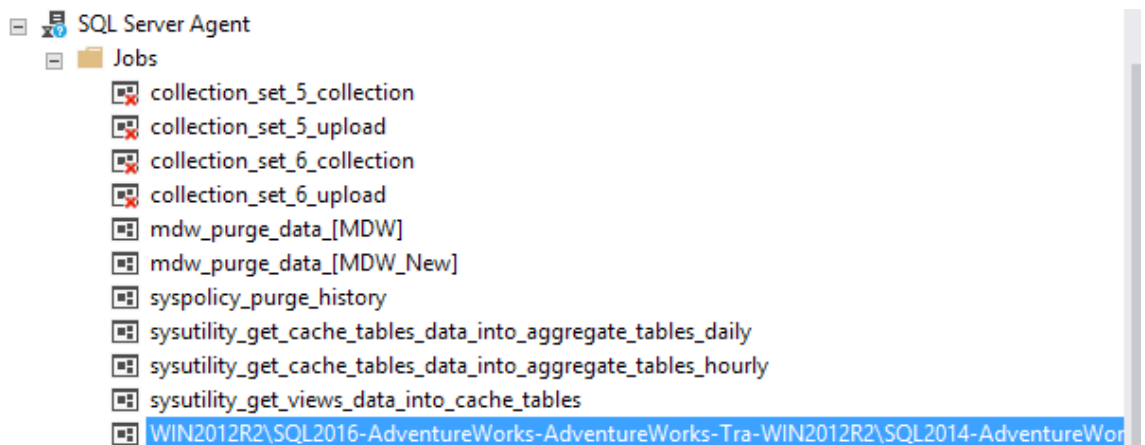 SQL Server Agent
Jobs
collection_set_5_collection
collection_set_5_upload
collection_set_6_collection
collection_set_6_upload
mdw_purge_data_[MDW]
mdw_purge_data_[MDW_New]
syspolicy_purge_history
sysutility_get_cache_tables_data_into_aggregate_tables_daily
sysutility_get_cache_tables_data_into_aggregate_tables_hourly
sysutility_get_views_data_into_cache_tables
WIN2012R2\SQL2016-AdventureWorks-AdventureWorks-Tra-WIN2012R2\SQL2014-AdventureWor